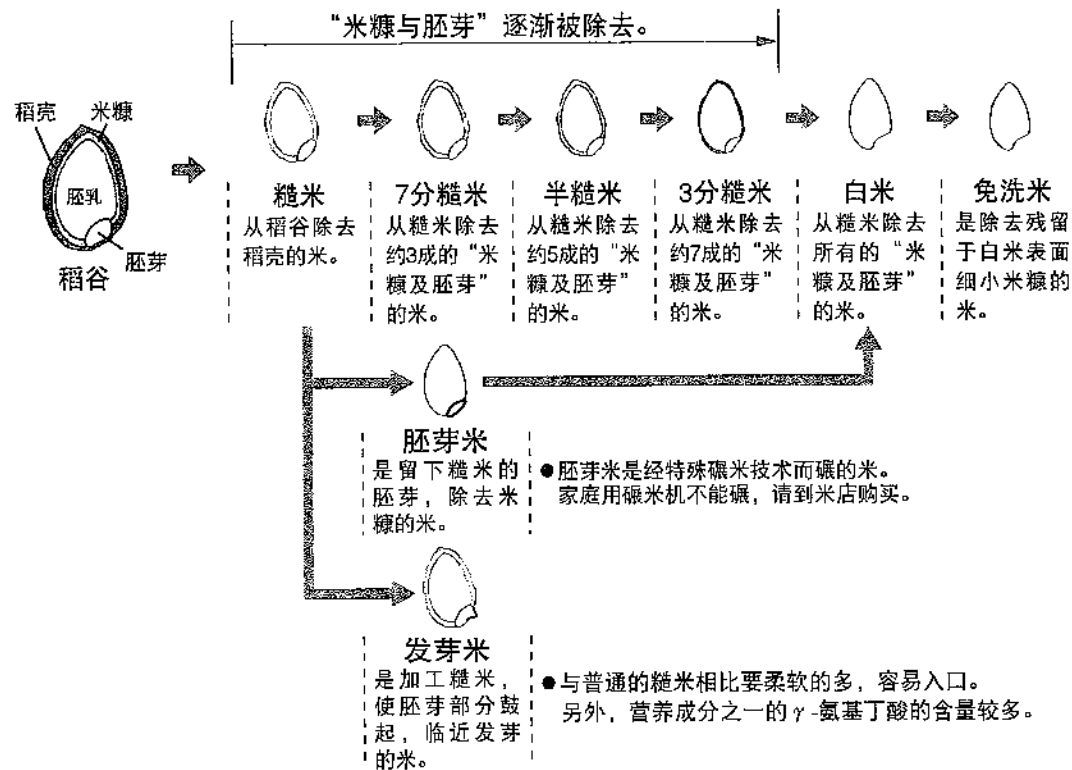 “米糠与胚芽”逐渐被除去。
稻壳
米糠
胚乳
胚芽
稻谷
糙米
从稻谷除去
稻壳的米。
7分糙米
从糙米除去
约3成的“米
糠及胚芽”
的米。
半糙米
从糙米除去
约5成的“米
糠及胚芽”
的米。
3分糙米
从糙米除去
约7成的“米
糠及胚芽”
的米。
白米
从糙米除去
所有的“米
糠及胚芽”
的米。
免洗米
是除去残留
于白米表面
细小米糠的
米。
胚芽米
是留下糙米的
胚芽，除去米
糠的米。
●胚芽米是经特殊碾米技术而碾的米。
家庭用碾米机不能碾，请到米店购买。
发芽米
是加工糙米，
使胚芽部分鼓
起，临近发芽
的米。
●与普通的糙米相比要柔软的多，容易入口。
另外，营养成分之一的γ-氨基丁酸的含量较多。